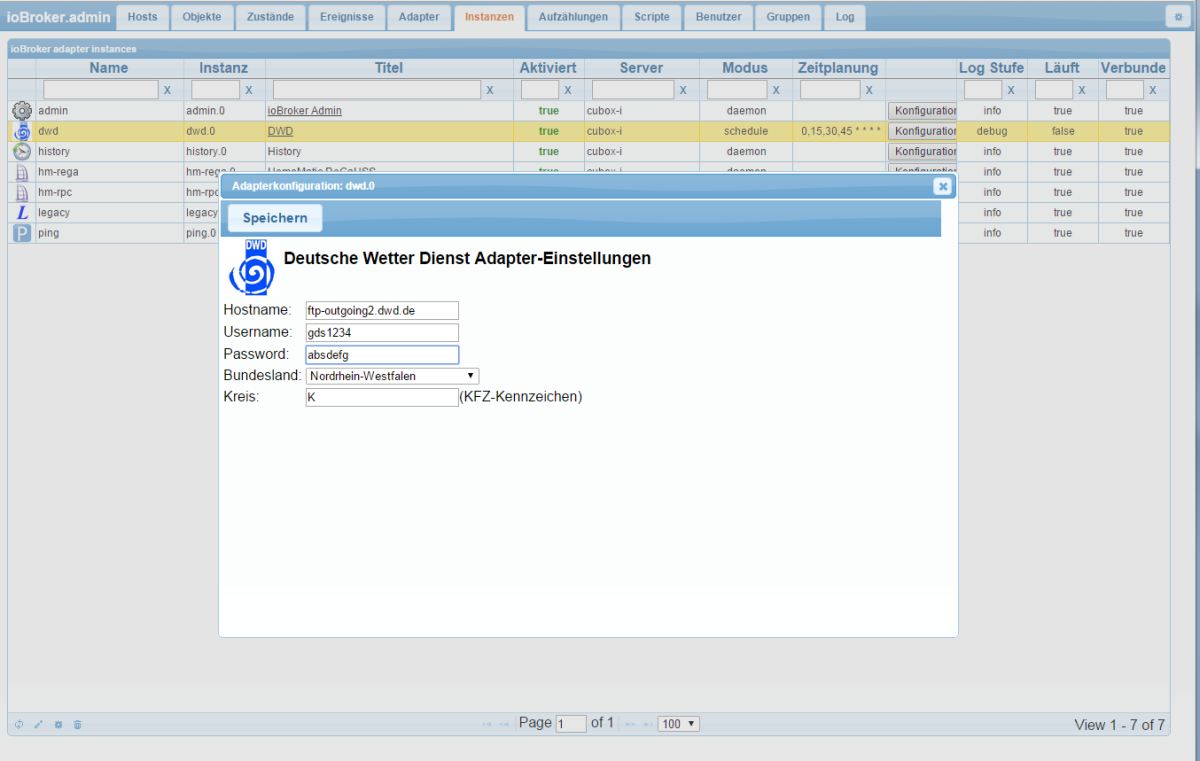 ioBroker.admin Hosts Objekte Zustände Ereignisse Adapter Instanzen Aufzählungen Scripte Benutzer Gruppen Log
ioBroker adapter instances
Name Instanz Titel Aktiviert Server Modus Zeitplanung Log Stufe Läuft Verbunde
X X X X X X X X X X
admin admin.0 ioBroker Admin true cubox-i daemon Konfiguration info true true
dwd dwd.0 DWD true cubox-i schedule 0,15,30,45 * * * * Konfiguration debug false true
history history.0 History true cubox-i daemon Konfiguration info true true
hm-rega hm-rega.0 HomeMatic ReGaHSS true cubox-i daemon Konfiguration info true true
hm-rpc hm-rpc info true true
L legacy legacy info true true
P ping ping.0 info true true
Adapterkonfiguration: dwd.0
Speichern
DWD
Deutsche Wetter Dienst Adapter-Einstellungen
Hostname: ftp-outgoing2.dwd.de
Username: gds1234
Password: absdefg
Bundesland: Nordrhein-Westfalen
Kreis: K (KFZ-Kennzeichen)
Page 1 of 1 100 View 1 - 7 of 7